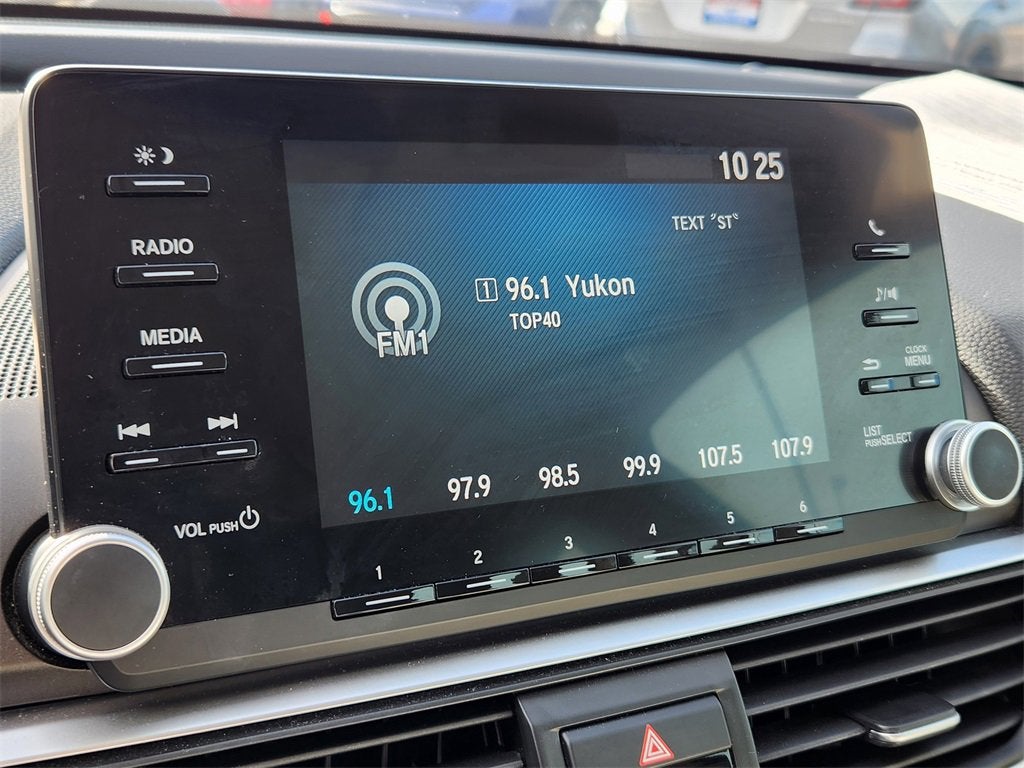 10 25
TEXT "ST"
RADIO
1 96.1 Yukon
TOP40
FM1
MEDIA
CLOCK
MENU
LIST
PUSH SELECT
VOL PUSH
96.1 97.9 98.5 99.9 107.5 107.9
1 2 3 4 5 6